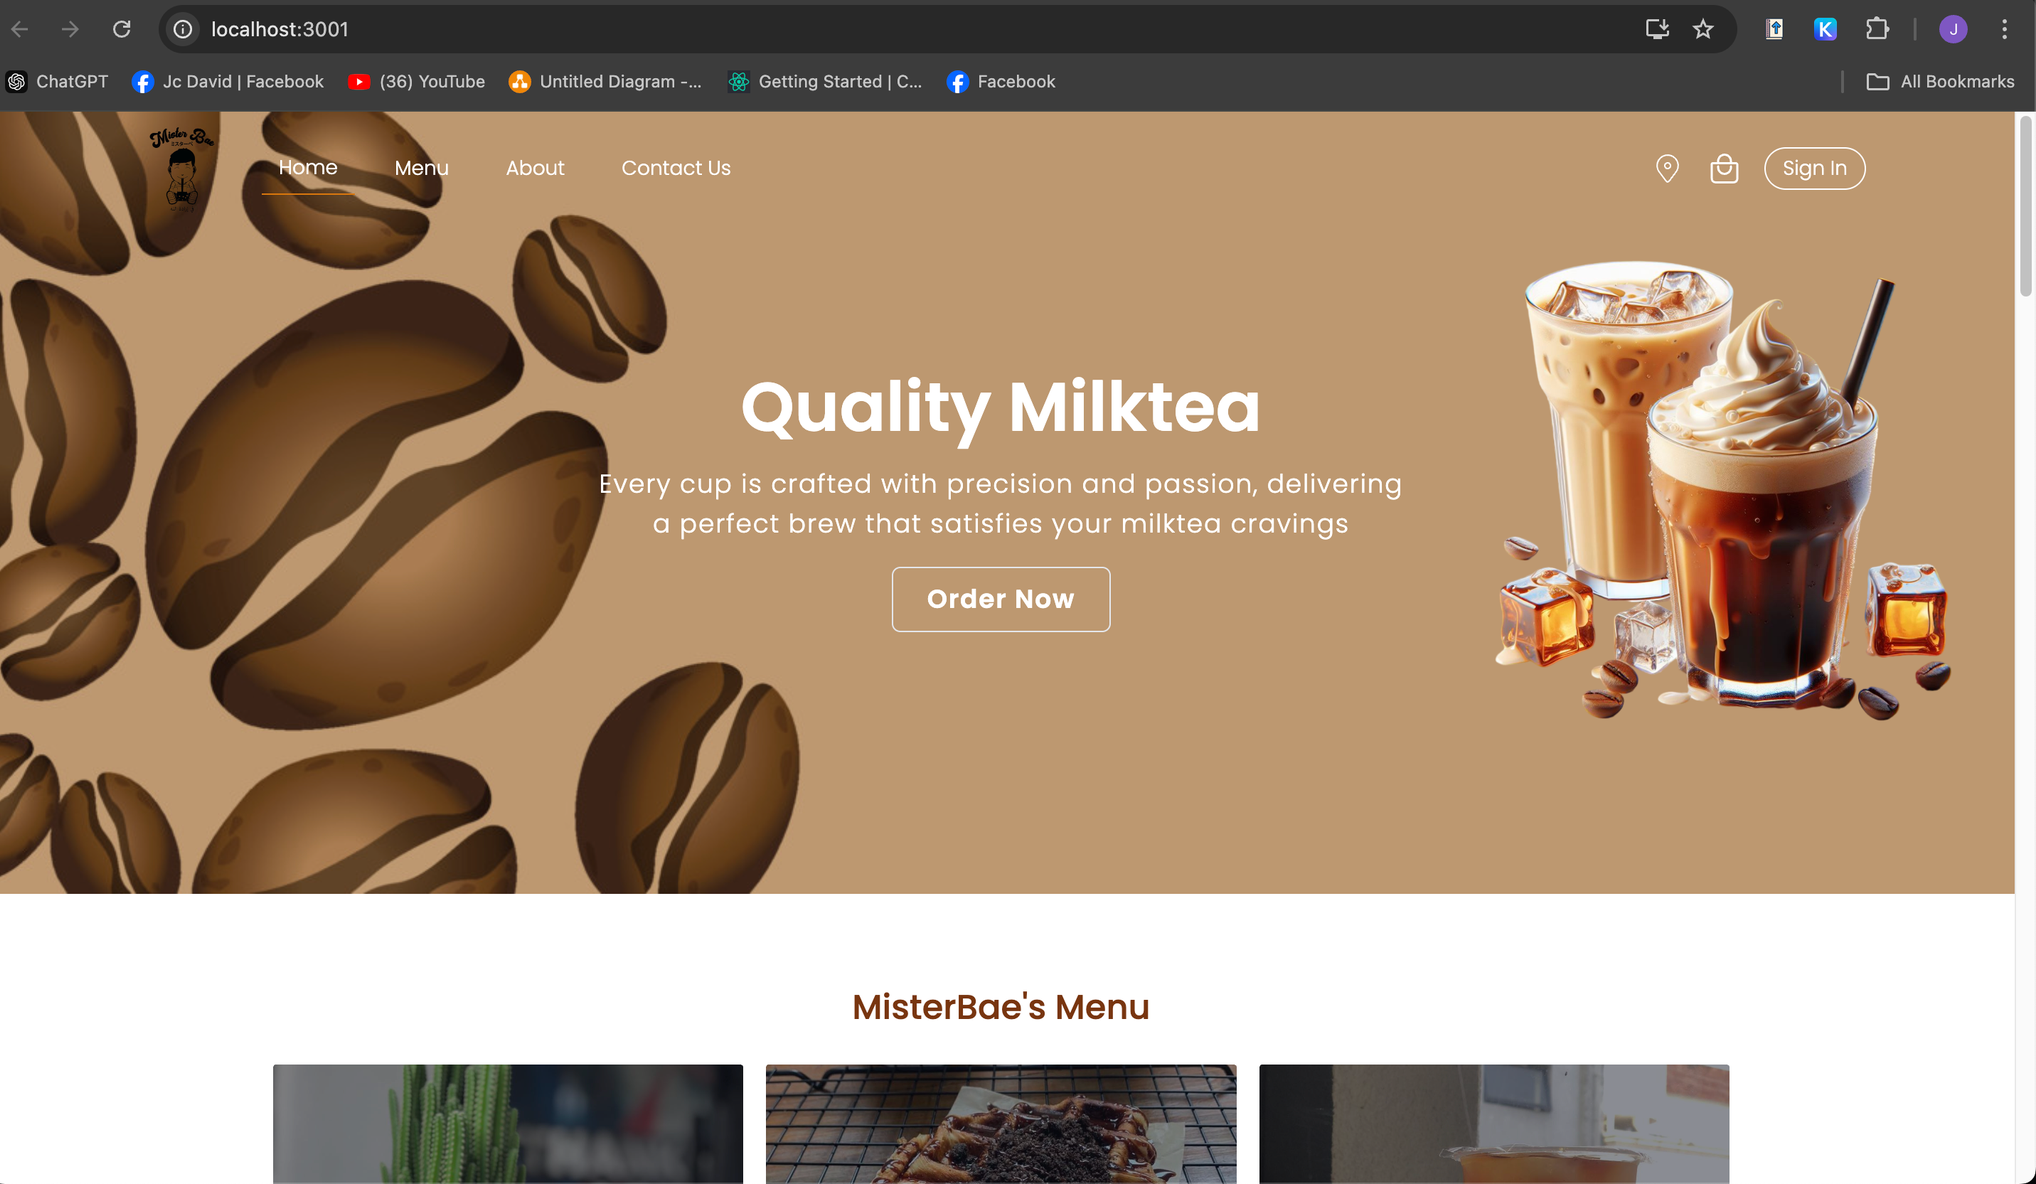 localhost:3001
J
ChatGPT
Jc David | Facebook
(36) YouTube
Untitled Diagram -...
Getting Started | C...
Facebook
All Bookmarks
Mister Bae
Home
Menu
About
Contact Us
Sign In
Quality Milktea
Every cup is crafted with precision and passion, delivering
a perfect brew that satisfies your milktea cravings
Order Now
MisterBae's Menu